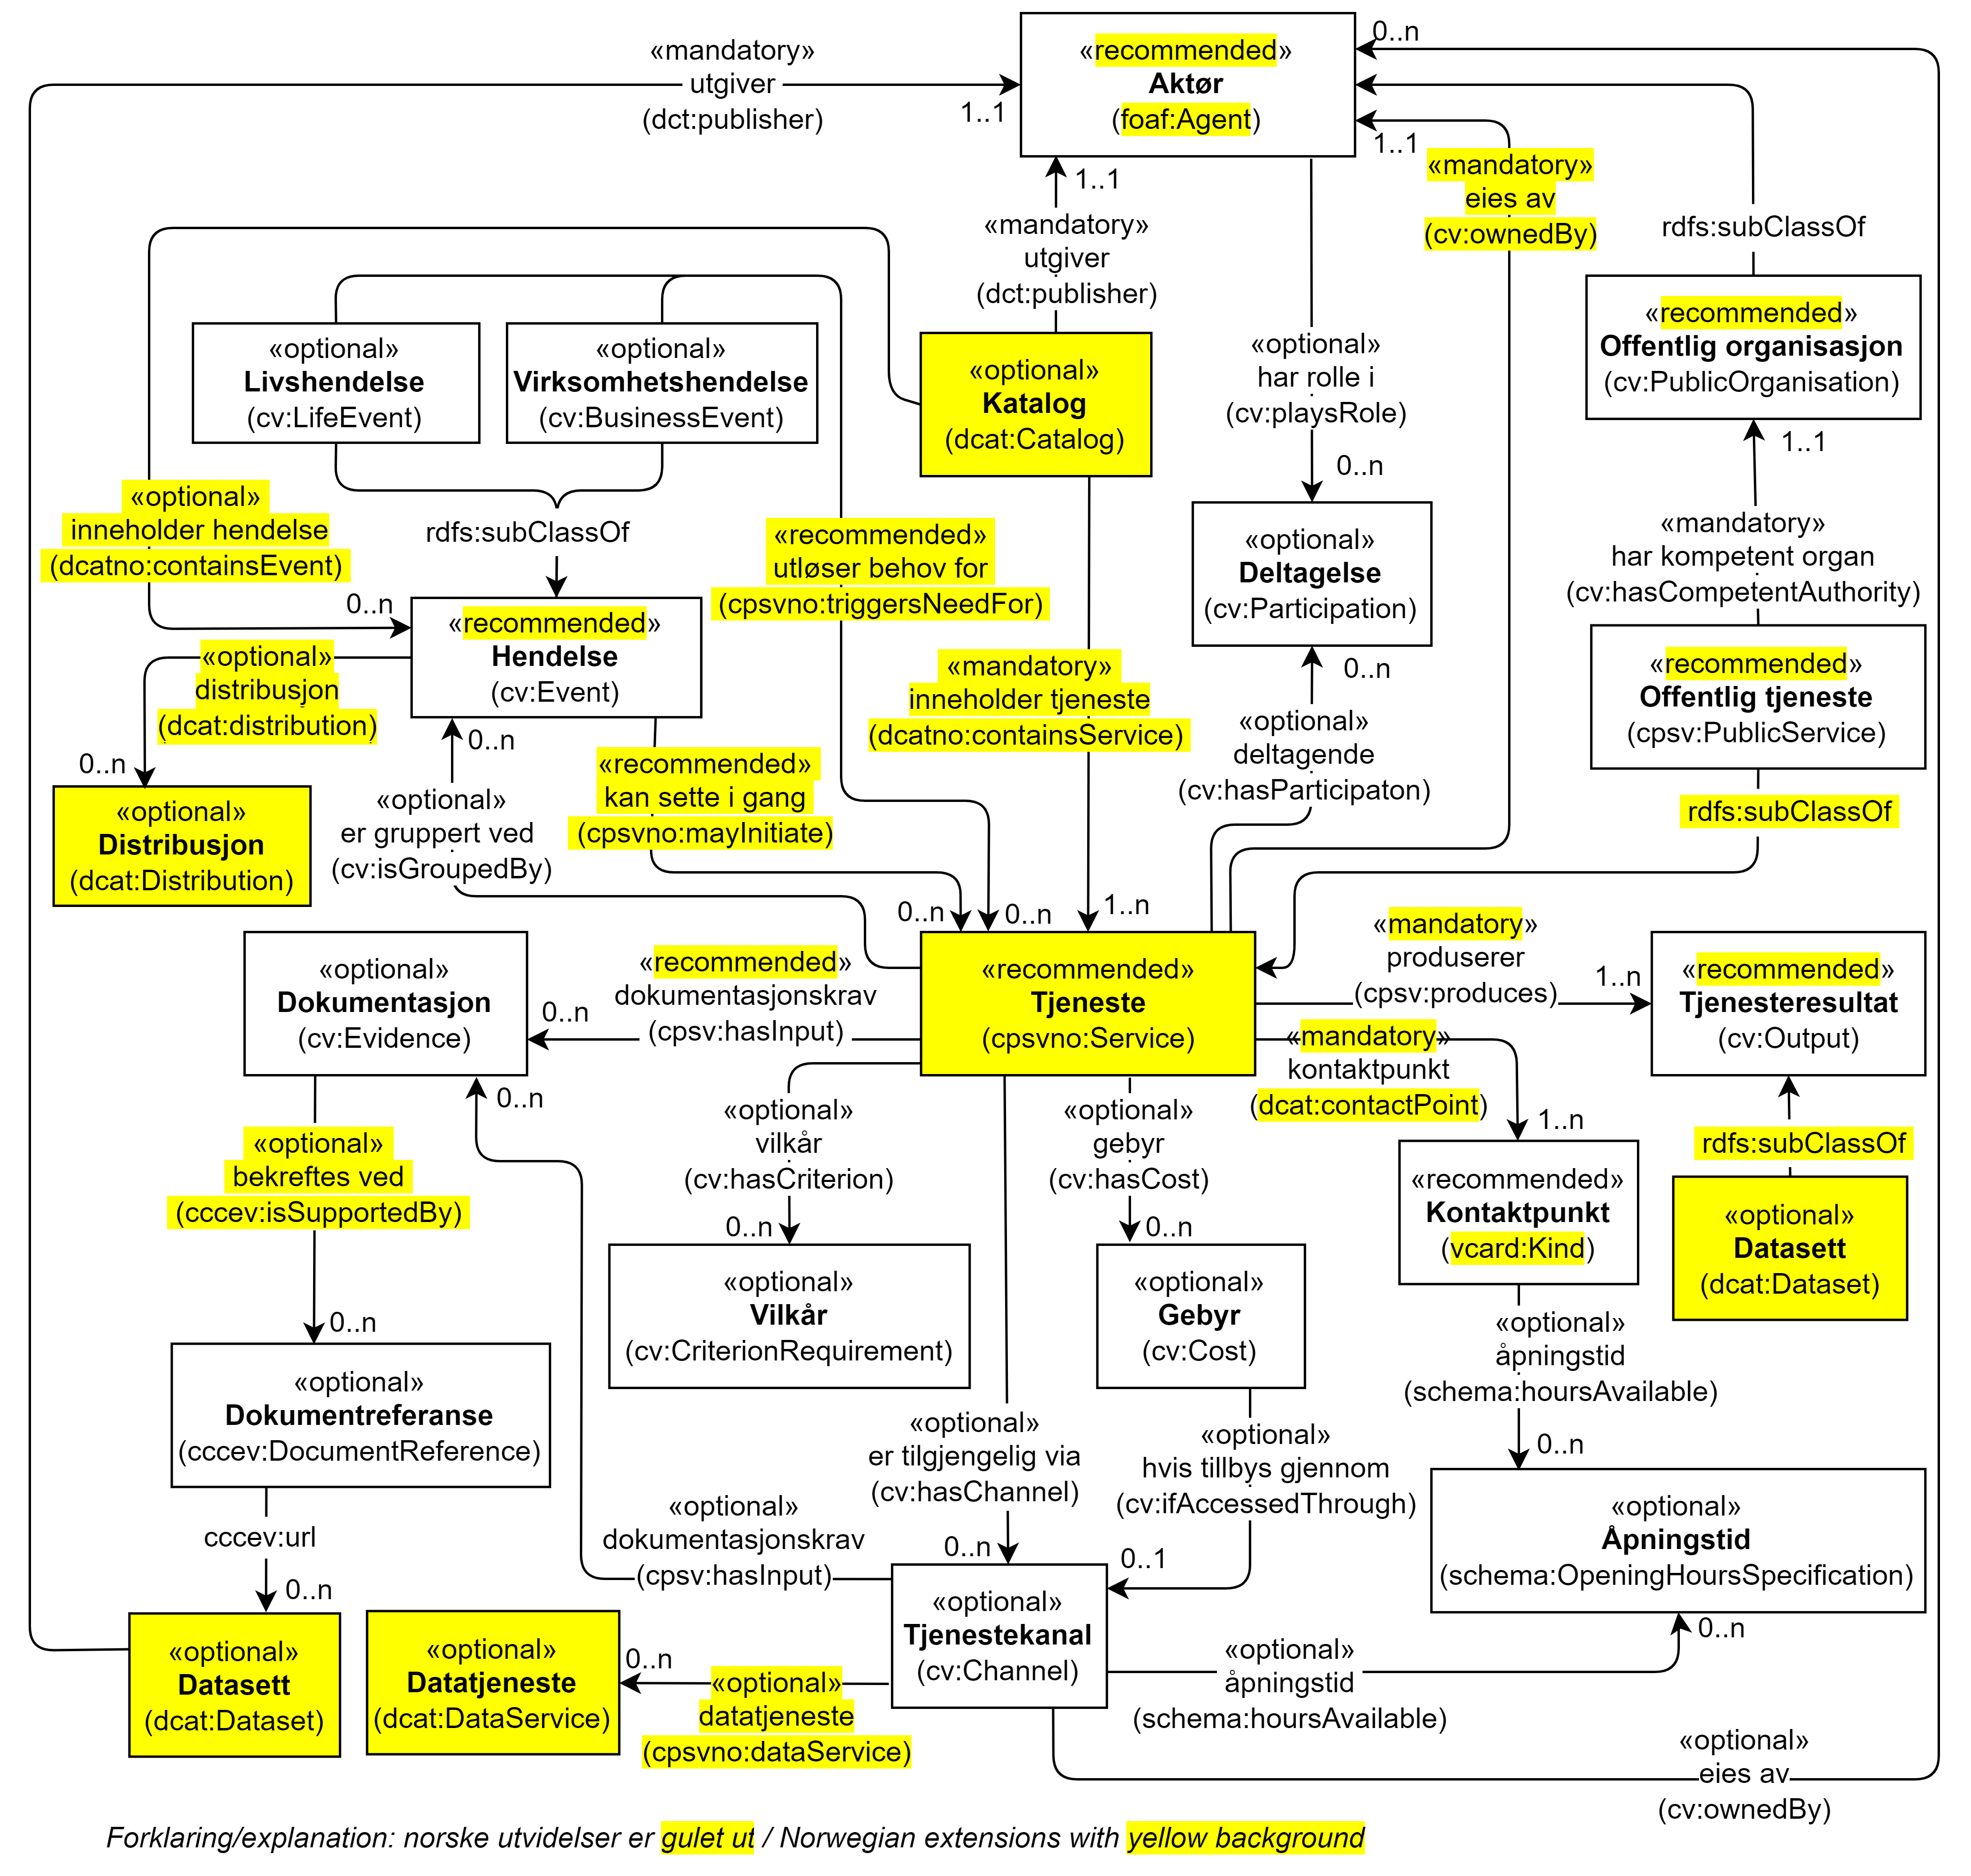 «mandatory»
utgiver
(dct:publisher)
1..1
«recommended»
Aktør
(foaf:Agent)
0..n
1..1
«mandatory»
eies av
(cv:ownedBy)
rdfs:subClassOf
1..1
«mandatory»
utgiver
(dct:publisher)
«optional»
Livshendelse
(cv:LifeEvent)
«optional»
Virksomhetshendelse
(cv:BusinessEvent)
«optional»
Katalog
(dcat:Catalog)
«optional»
har rolle i
(cv:playsRole)
0..n
«recommended»
Offentlig organisasjon
(cv:PublicOrganisation)
1..1
«optional»
inneholder hendelse
(dcatno:containsEvent)
0..n
rdfs:subClassOf
«recommended»
utløser behov for
(cpsvno:triggersNeedFor)
«optional»
Deltagelse
(cv:Participation)
0..n
«mandatory»
har kompetent organ
(cv:hasCompetentAuthority)
«recommended»
Hendelse
(cv:Event)
«optional»
distribusjon
(dcat:distribution)
0..n
«mandatory»
inneholder tjeneste
(dcatno:containsService)
«recommended»
Offentlig tjeneste
(cpsv:PublicService)
«optional»
deltagende
(cv:hasParticipaton)
0..n
«recommended»
kan sette i gang
(cpsvno:mayInitiate)
«optional»
er gruppert ved
(cv:isGroupedBy)
«optional»
Distribusjon
(dcat:Distribution)
rdfs:subClassOf
0..n
0..n
1..n
«optional»
Dokumentasjon
(cv:Evidence)
0..n
«recommended»
dokumentasjonskrav
(cpsv:hasInput)
«recommended»
Tjeneste
(cpsvno:Service)
«mandatory»
produserer
(cpsv:produces)
1..n
«recommended»
Tjenesteresultat
(cv:Output)
«mandatory»
kontaktpunkt
(dcat:contactPoint)
1..n
0..n
«optional»
bekreftes ved
(cccev:isSupportedBy)
0..n
«optional»
vilkår
(cv:hasCriterion)
0..n
«optional»
gebyr
(cv:hasCost)
0..n
rdfs:subClassOf
«recommended»
Kontaktpunkt
(vcard:Kind)
«optional»
Datasett
(dcat:Dataset)
«optional»
Vilkår
(cv:CriterionRequirement)
«optional»
Gebyr
(cv:Cost)
«optional»
åpningstid
(schema:hoursAvailable)
0..n
«optional»
Dokumentreferanse
(cccev:DocumentReference)
«optional»
er tilgjengelig via
(cv:hasChannel)
0..n
«optional»
hvis tillbys gjennom
(cv:ifAccessedThrough)
0..1
«optional»
Åpningstid
(schema:OpeningHoursSpecification)
0..n
cccev:url
0..n
«optional»
dokumentasjonskrav
(cpsv:hasInput)
«optional»
Datasett
(dcat:Dataset)
«optional»
Datatjeneste
(dcat:DataService)
0..n
«optional»
datatjeneste
(cpsvno:dataService)
«optional»
Tjenestekanal
(cv:Channel)
«optional»
åpningstid
(schema:hoursAvailable)
«optional»
eies av
(cv:ownedBy)
Forklaring/explanation: norske utvidelser er gulet ut / Norwegian extensions with yellow background